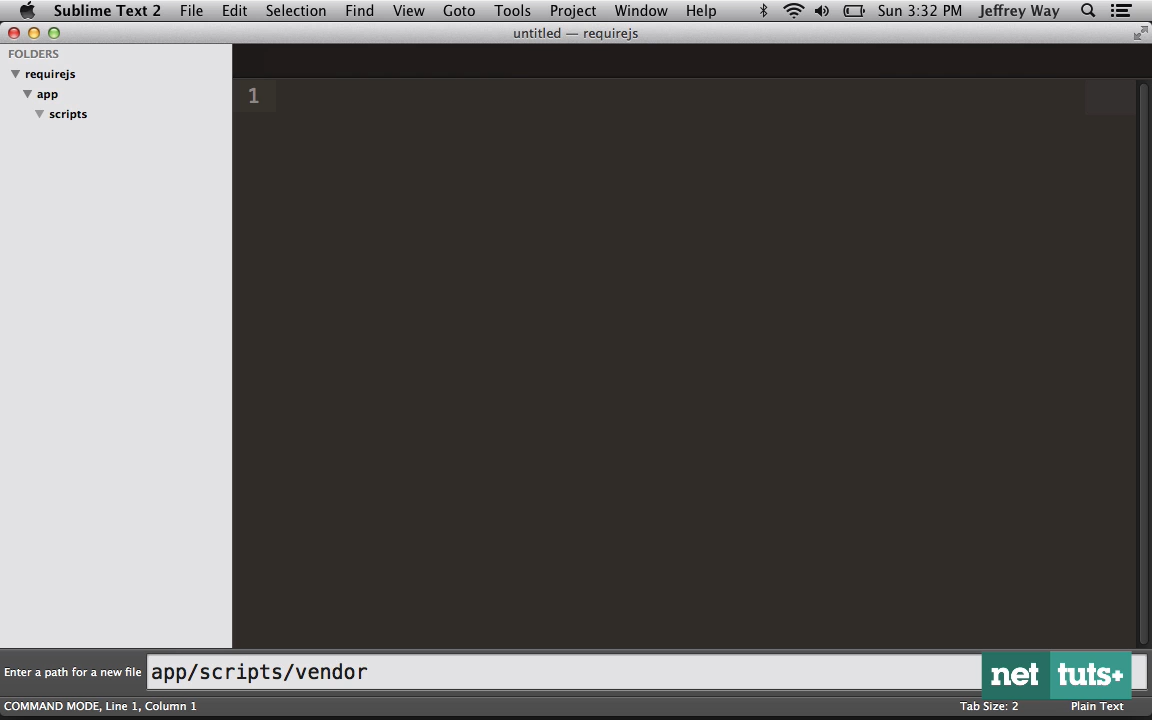 Sublime Text 2 File Edit Selection Find View Goto Tools Project Window Help Sun 3:32 PM Jeffrey Way
untitled — requirejs
FOLDERS
requirejs
app
scripts
1
Enter a path for a new file app/scripts/vendor
net tuts+
COMMAND MODE, Line 1, Column 1 Tab Size: 2 Plain Text